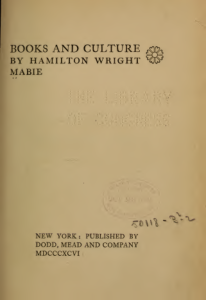 BOOKS AND CULTURE
BY HAMILTON WRIGHT
MABIE
NEW YORK: PUBLISHED BY
DODD, MEAD AND COMPANY
MDCCCXCVI